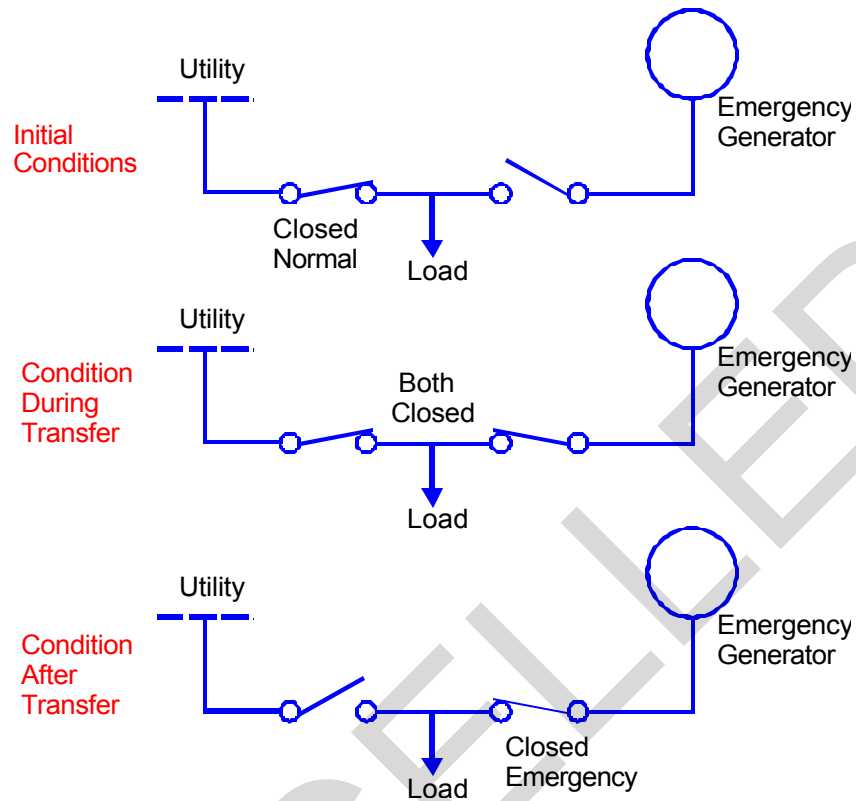 Utility
Emergency
Generator
Initial
Conditions
Closed
Normal
Load
Utility
Emergency
Generator
Condition
During
Transfer
Both
Closed
Load
Utility
Emergency
Generator
Condition
After
Transfer
Closed
Emergency
Load